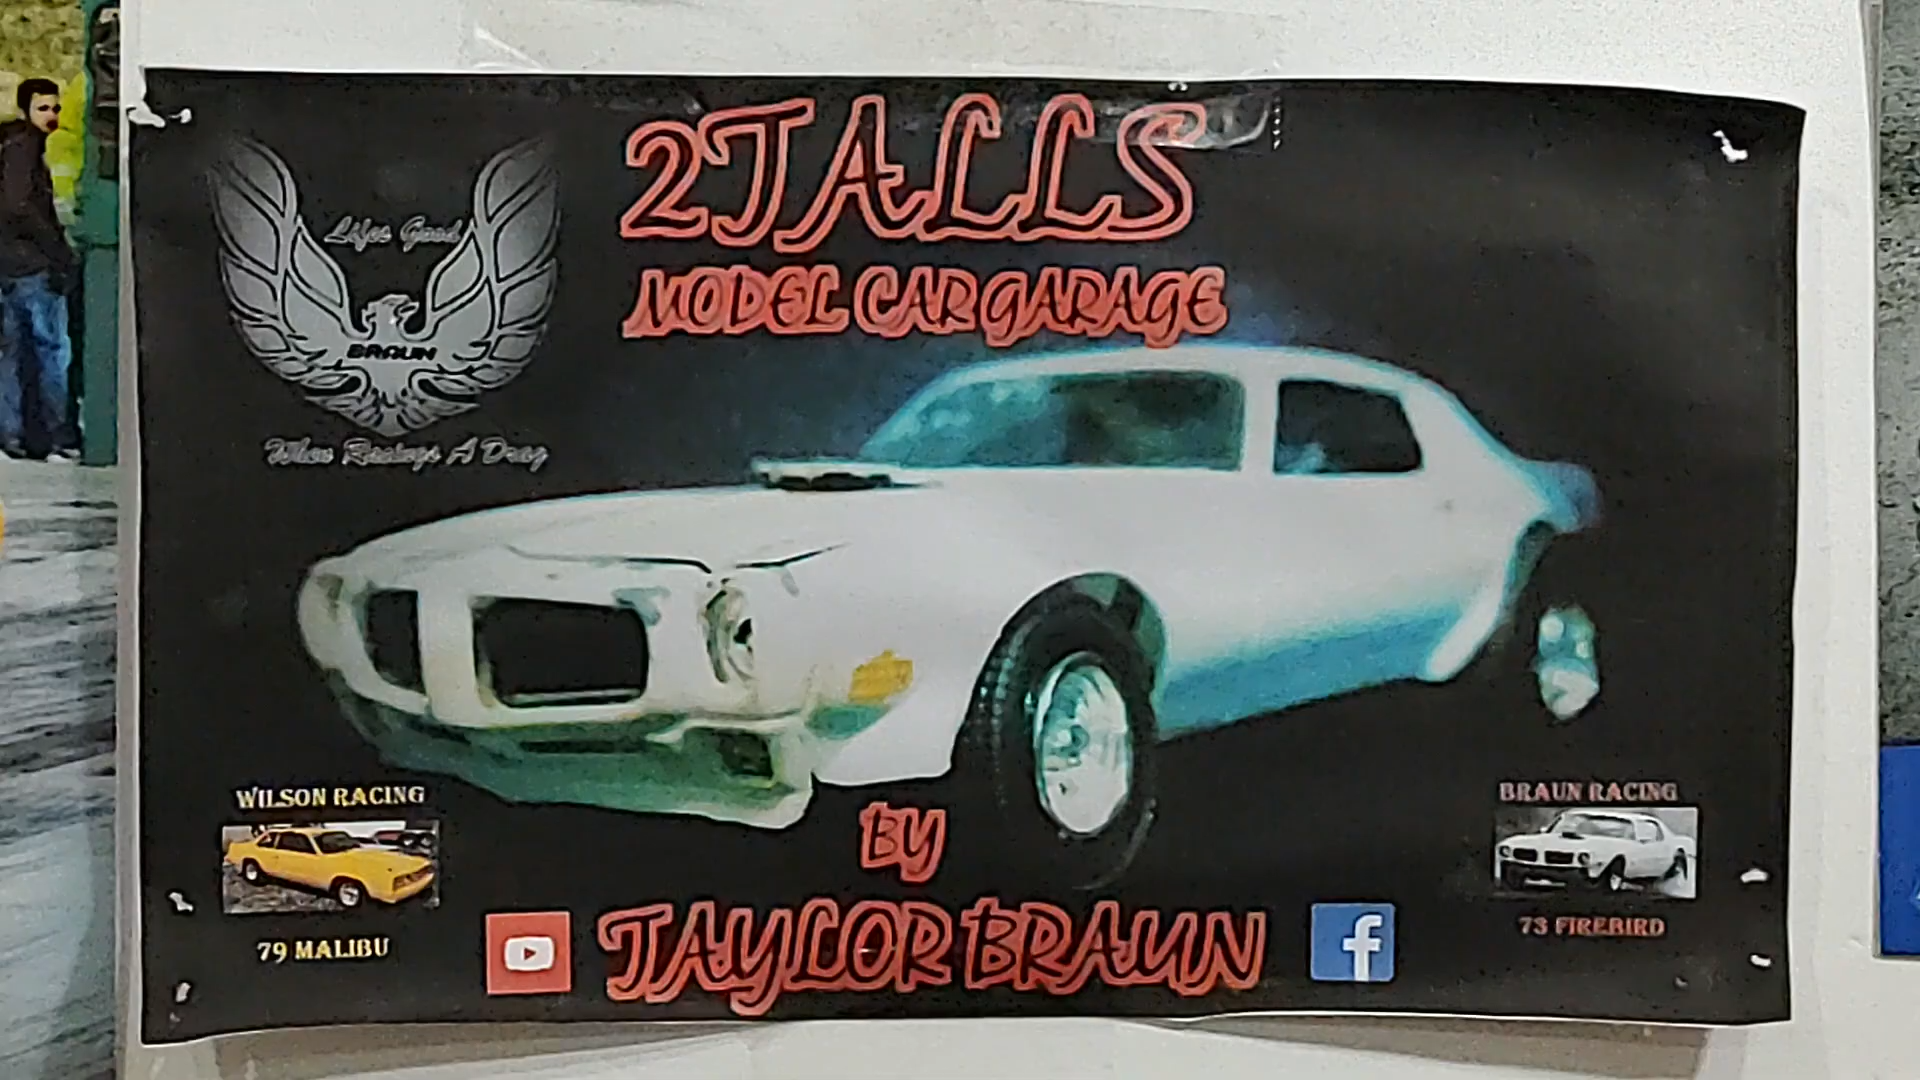 2TALLS
MODEL CAR GARAGE
Lifes Good
BRAUN
When Racings A Drag
WILSON RACING
79 MALIBU
BRAUN RACING
73 FIREBIRD
BY
TAYLOR BRAUN
f